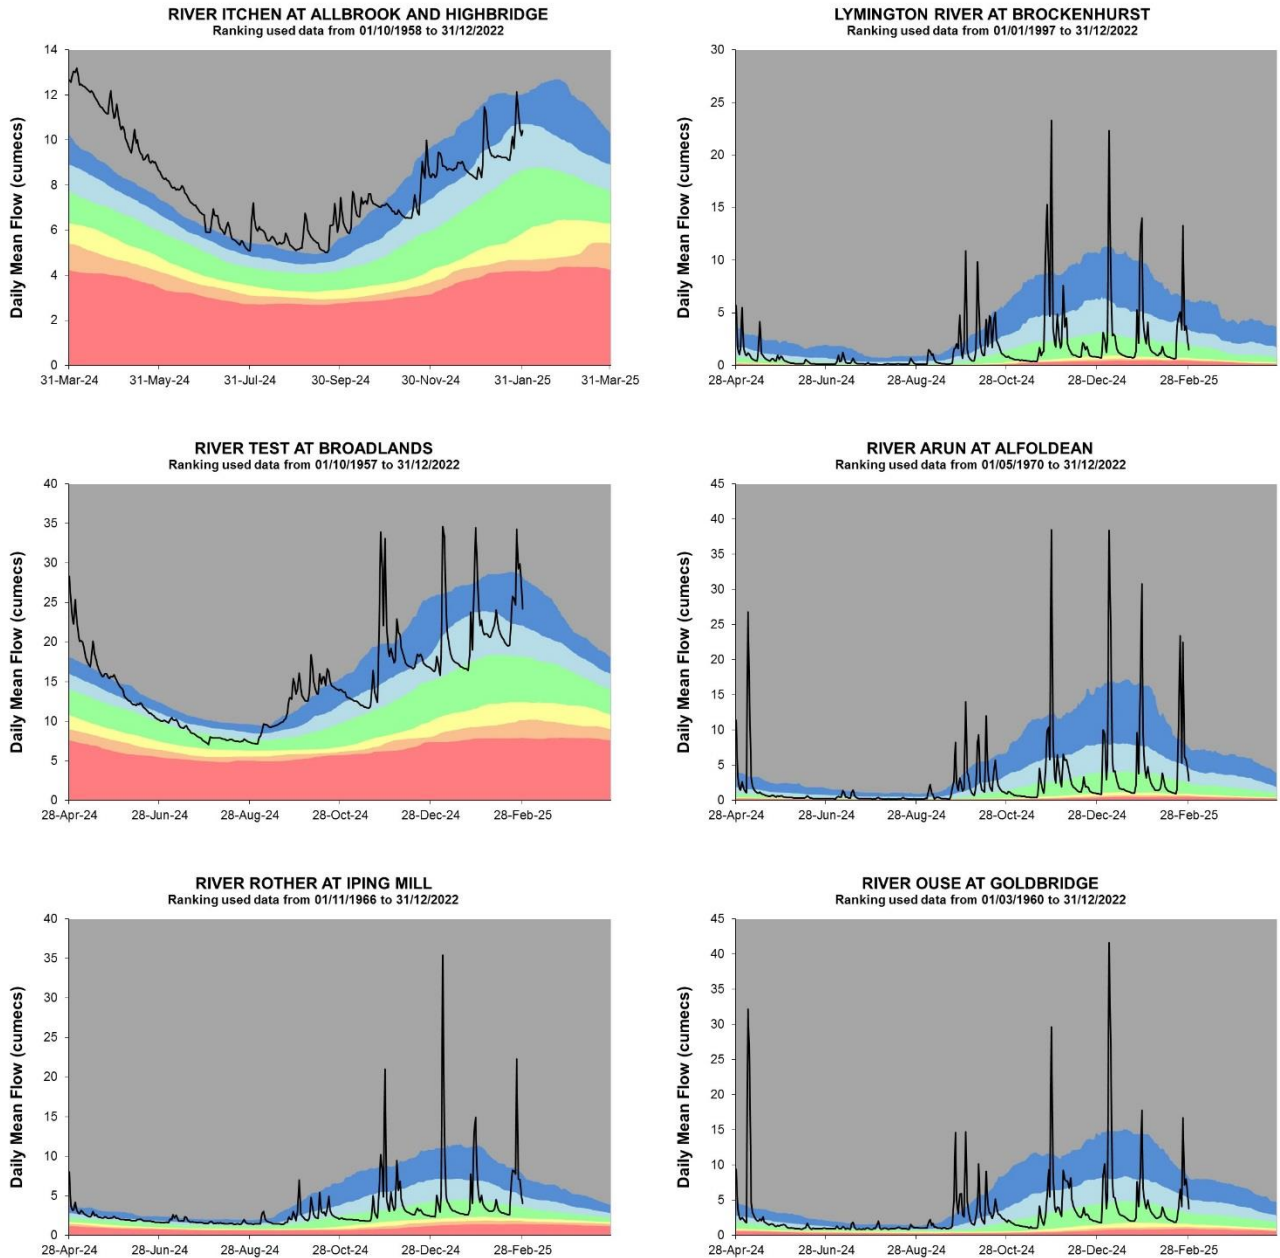 RIVER ITCHEN AT ALLBROOK AND HIGHBRIDGE
Ranking used data from 01/10/1958 to 31/12/2022
Daily Mean Flow (cumecs)
14
12
10
8
6
4
2
0
31-Mar-24 31-May-24 31-Jul-24 30-Sep-24 30-Nov-24 31-Jan-25 31-Mar-25
LYMINGTON RIVER AT BROCKENHURST
Ranking used data from 01/01/1997 to 31/12/2022
Daily Mean Flow (cumecs)
30
25
20
15
10
5
0
28-Apr-24 28-Jun-24 28-Aug-24 28-Oct-24 28-Dec-24 28-Feb-25
RIVER TEST AT BROADLANDS
Ranking used data from 01/10/1957 to 31/12/2022
Daily Mean Flow (cumecs)
40
35
30
25
20
15
10
5
0
28-Apr-24 28-Jun-24 28-Aug-24 28-Oct-24 28-Dec-24 28-Feb-25
RIVER ARUN AT ALFOLDEAN
Ranking used data from 01/05/1970 to 31/12/2022
Daily Mean Flow (cumecs)
45
40
35
30
25
20
15
10
5
0
28-Apr-24 28-Jun-24 28-Aug-24 28-Oct-24 28-Dec-24 28-Feb-25
RIVER ROTHER AT IPING MILL
Ranking used data from 01/11/1966 to 31/12/2022
Daily Mean Flow (cumecs)
40
35
30
25
20
15
10
5
0
28-Apr-24 28-Jun-24 28-Aug-24 28-Oct-24 28-Dec-24 28-Feb-25
RIVER OUSE AT GOLDBRIDGE
Ranking used data from 01/03/1960 to 31/12/2022
Daily Mean Flow (cumecs)
45
40
35
30
25
20
15
10
5
0
28-Apr-24 28-Jun-24 28-Aug-24 28-Oct-24 28-Dec-24 28-Feb-25